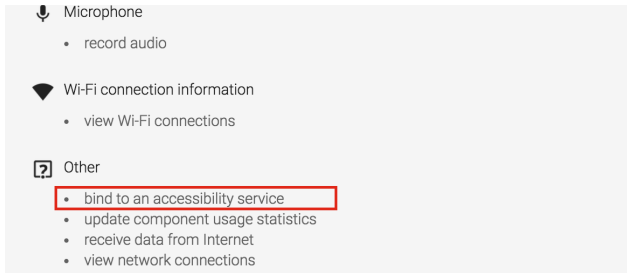 Microphone
• record audio
Wi-Fi connection information
• view Wi-Fi connections
Other
• bind to an accessibility service
• update component usage statistics
• receive data from Internet
• view network connections